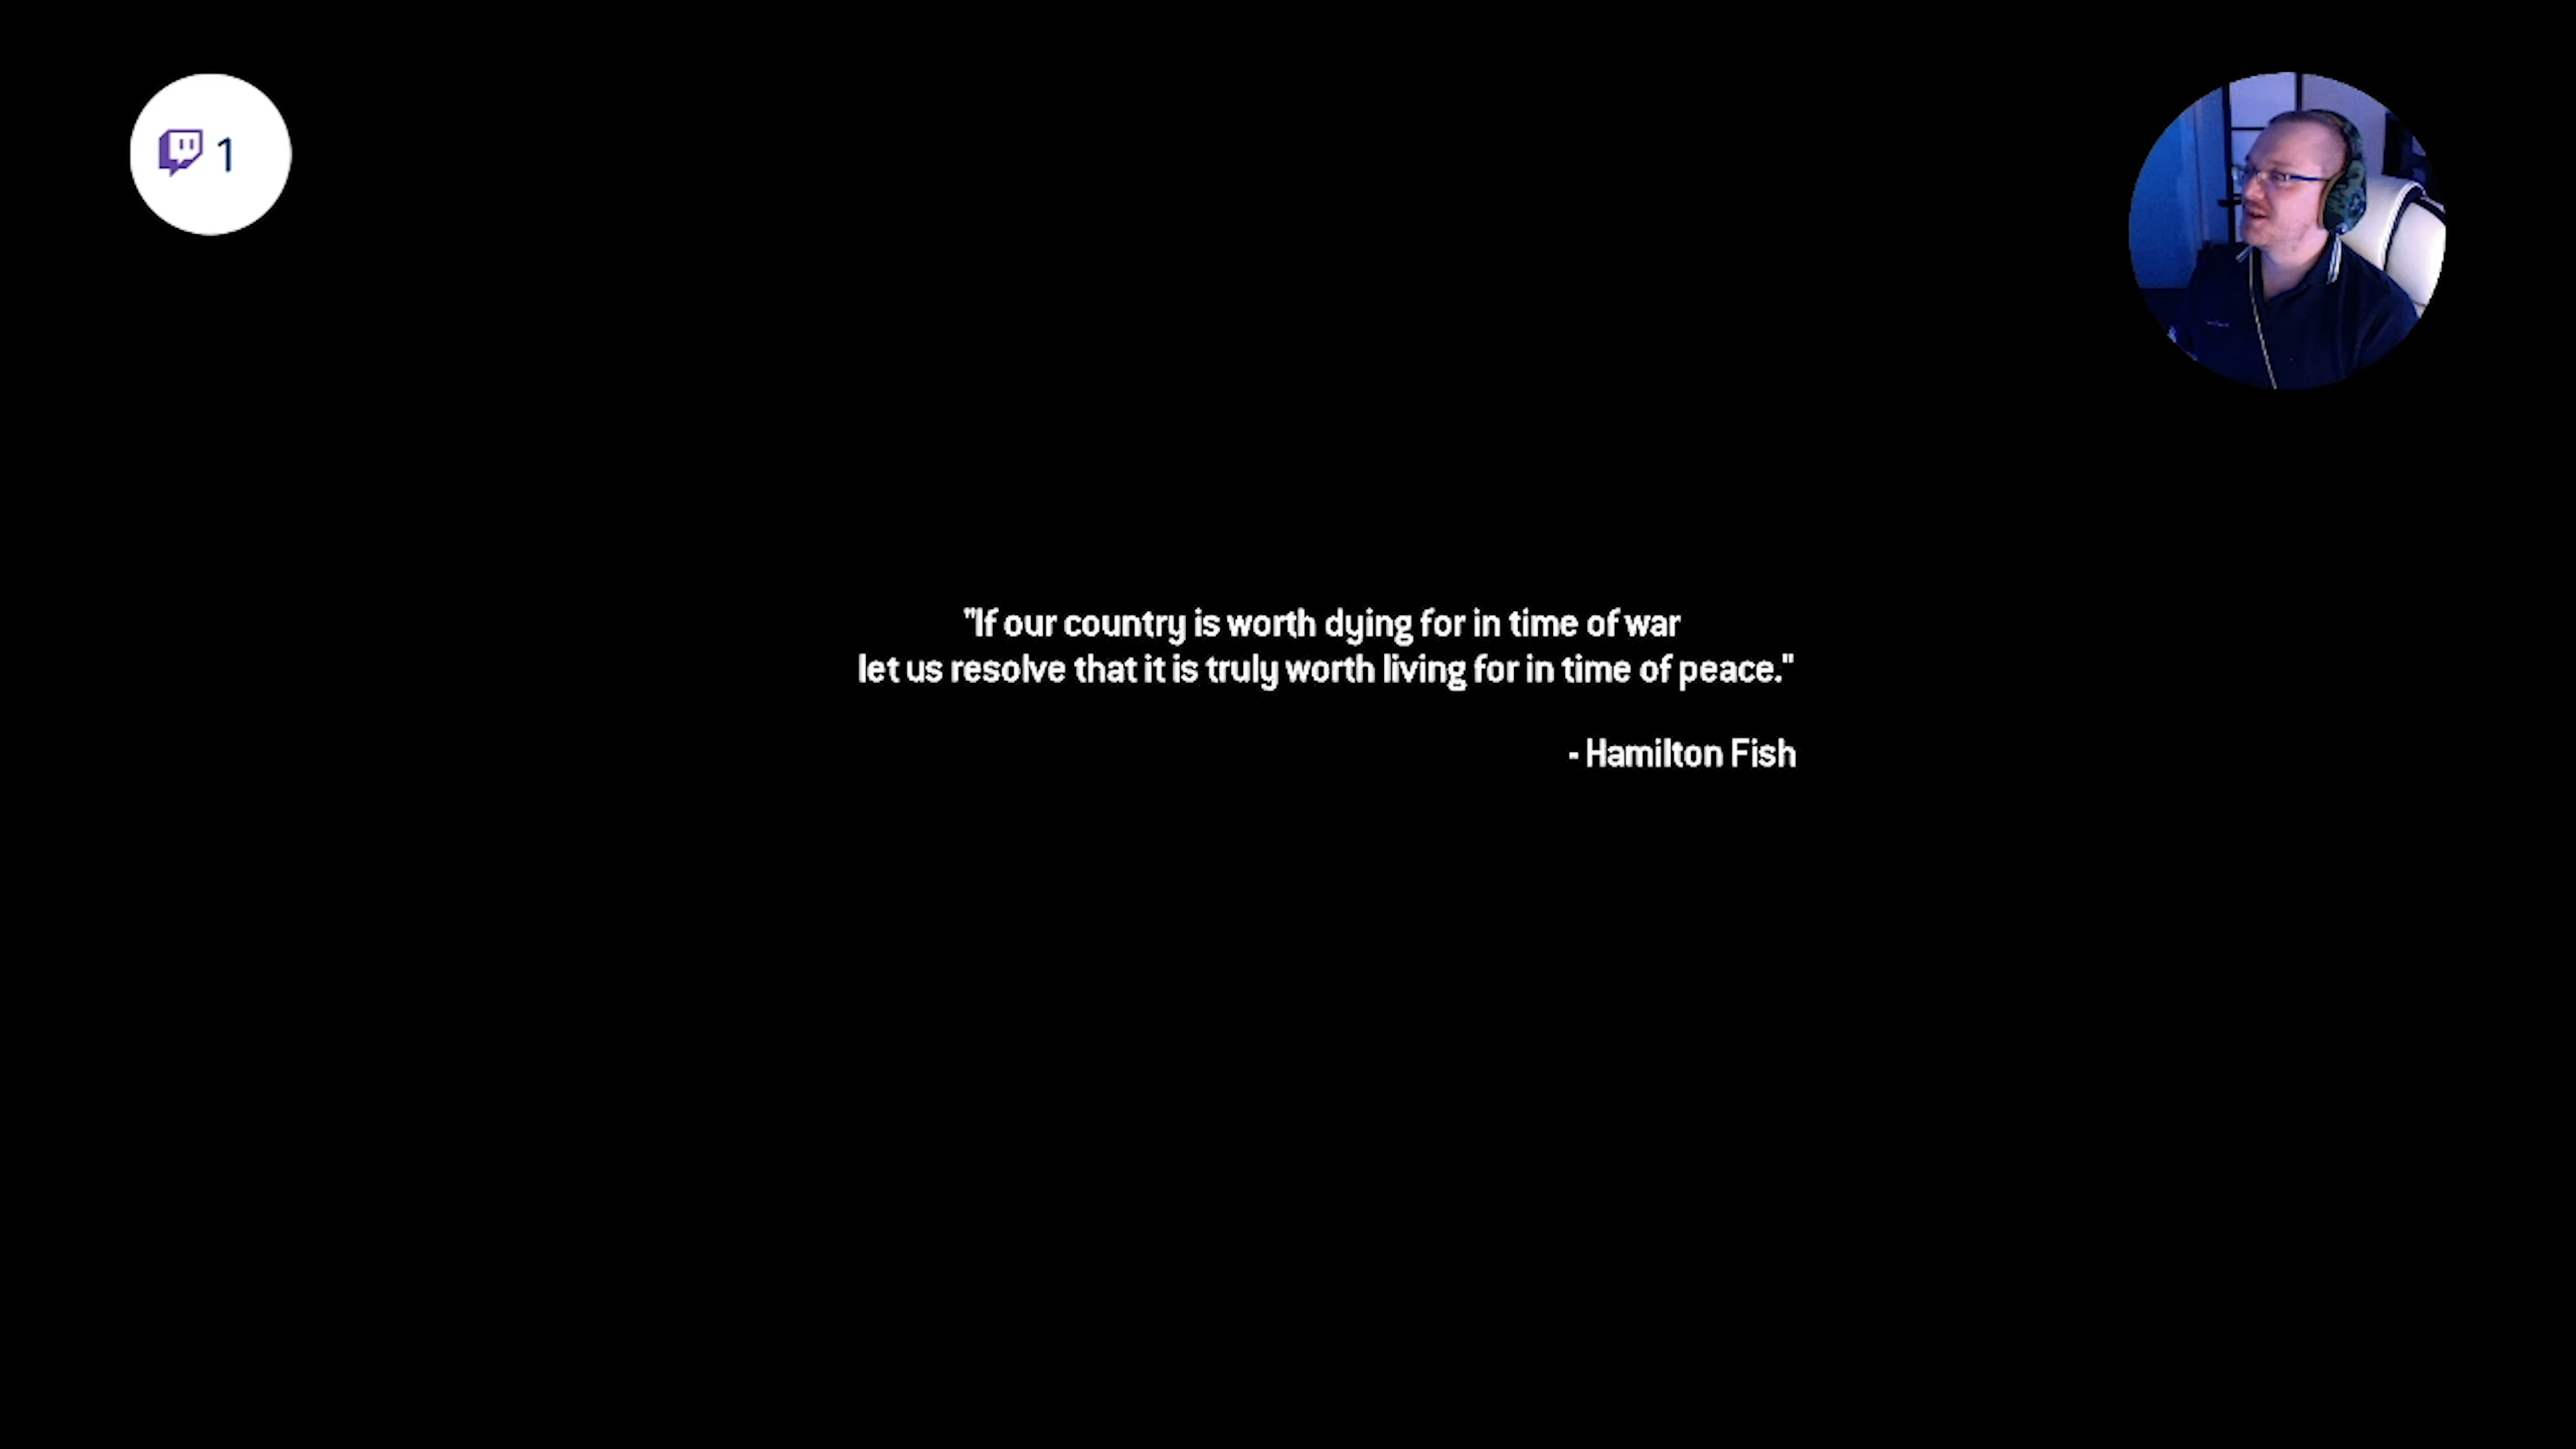 1
"If our country is worth dying for in time of war
let us resolve that it is truly worth living for in time of peace."
- Hamilton Fish